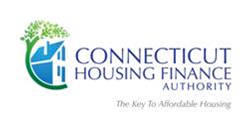 CONNECTICUT
HOUSING FINANCE
AUTHORITY
The Key To Affordable Housing